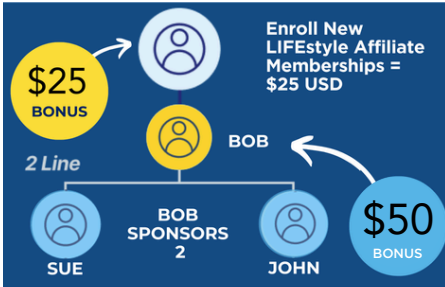 Enroll New
LIFEstyle Affiliate
Memberships =
$25 USD
$25
BONUS
BOB
2 Line
BOB
SPONSORS
2
SUE
JOHN
$50
BONUS